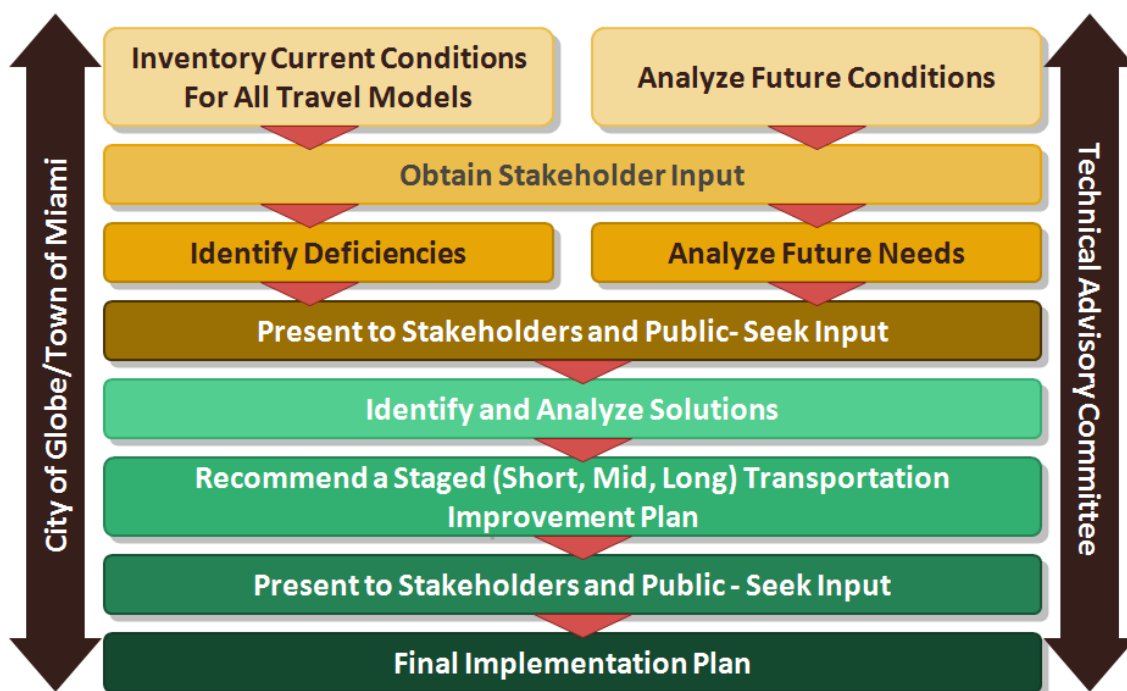 City of Globe/Town of Miami
Inventory Current Conditions
For All Travel Models
Analyze Future Conditions
Obtain Stakeholder Input
Identify Deficiencies
Analyze Future Needs
Present to Stakeholders and Public- Seek Input
Identify and Analyze Solutions
Recommend a Staged (Short, Mid, Long) Transportation
Improvement Plan
Present to Stakeholders and Public - Seek Input
Final Implementation Plan
Technical Advisory Committee